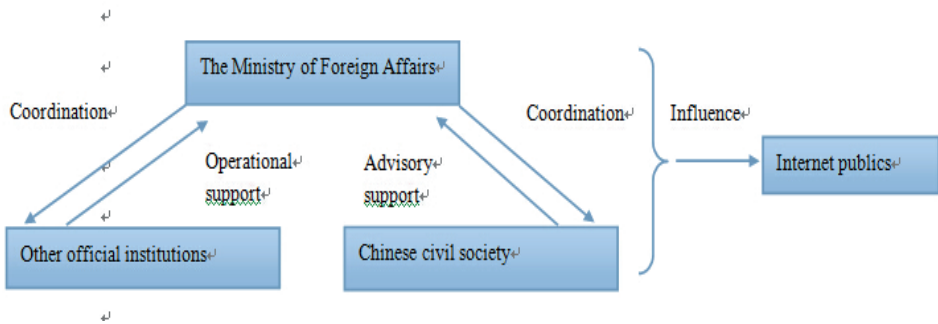 The Ministry of Foreign Affairs
Coordination
Coordination
Influence
Operational
support
Advisory
support
Internet publics
Other official institutions
Chinese civil society